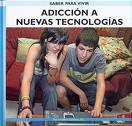 SABER PARA VIVIR
ADICCIÓN A
NUEVAS TECNOLOGÍAS